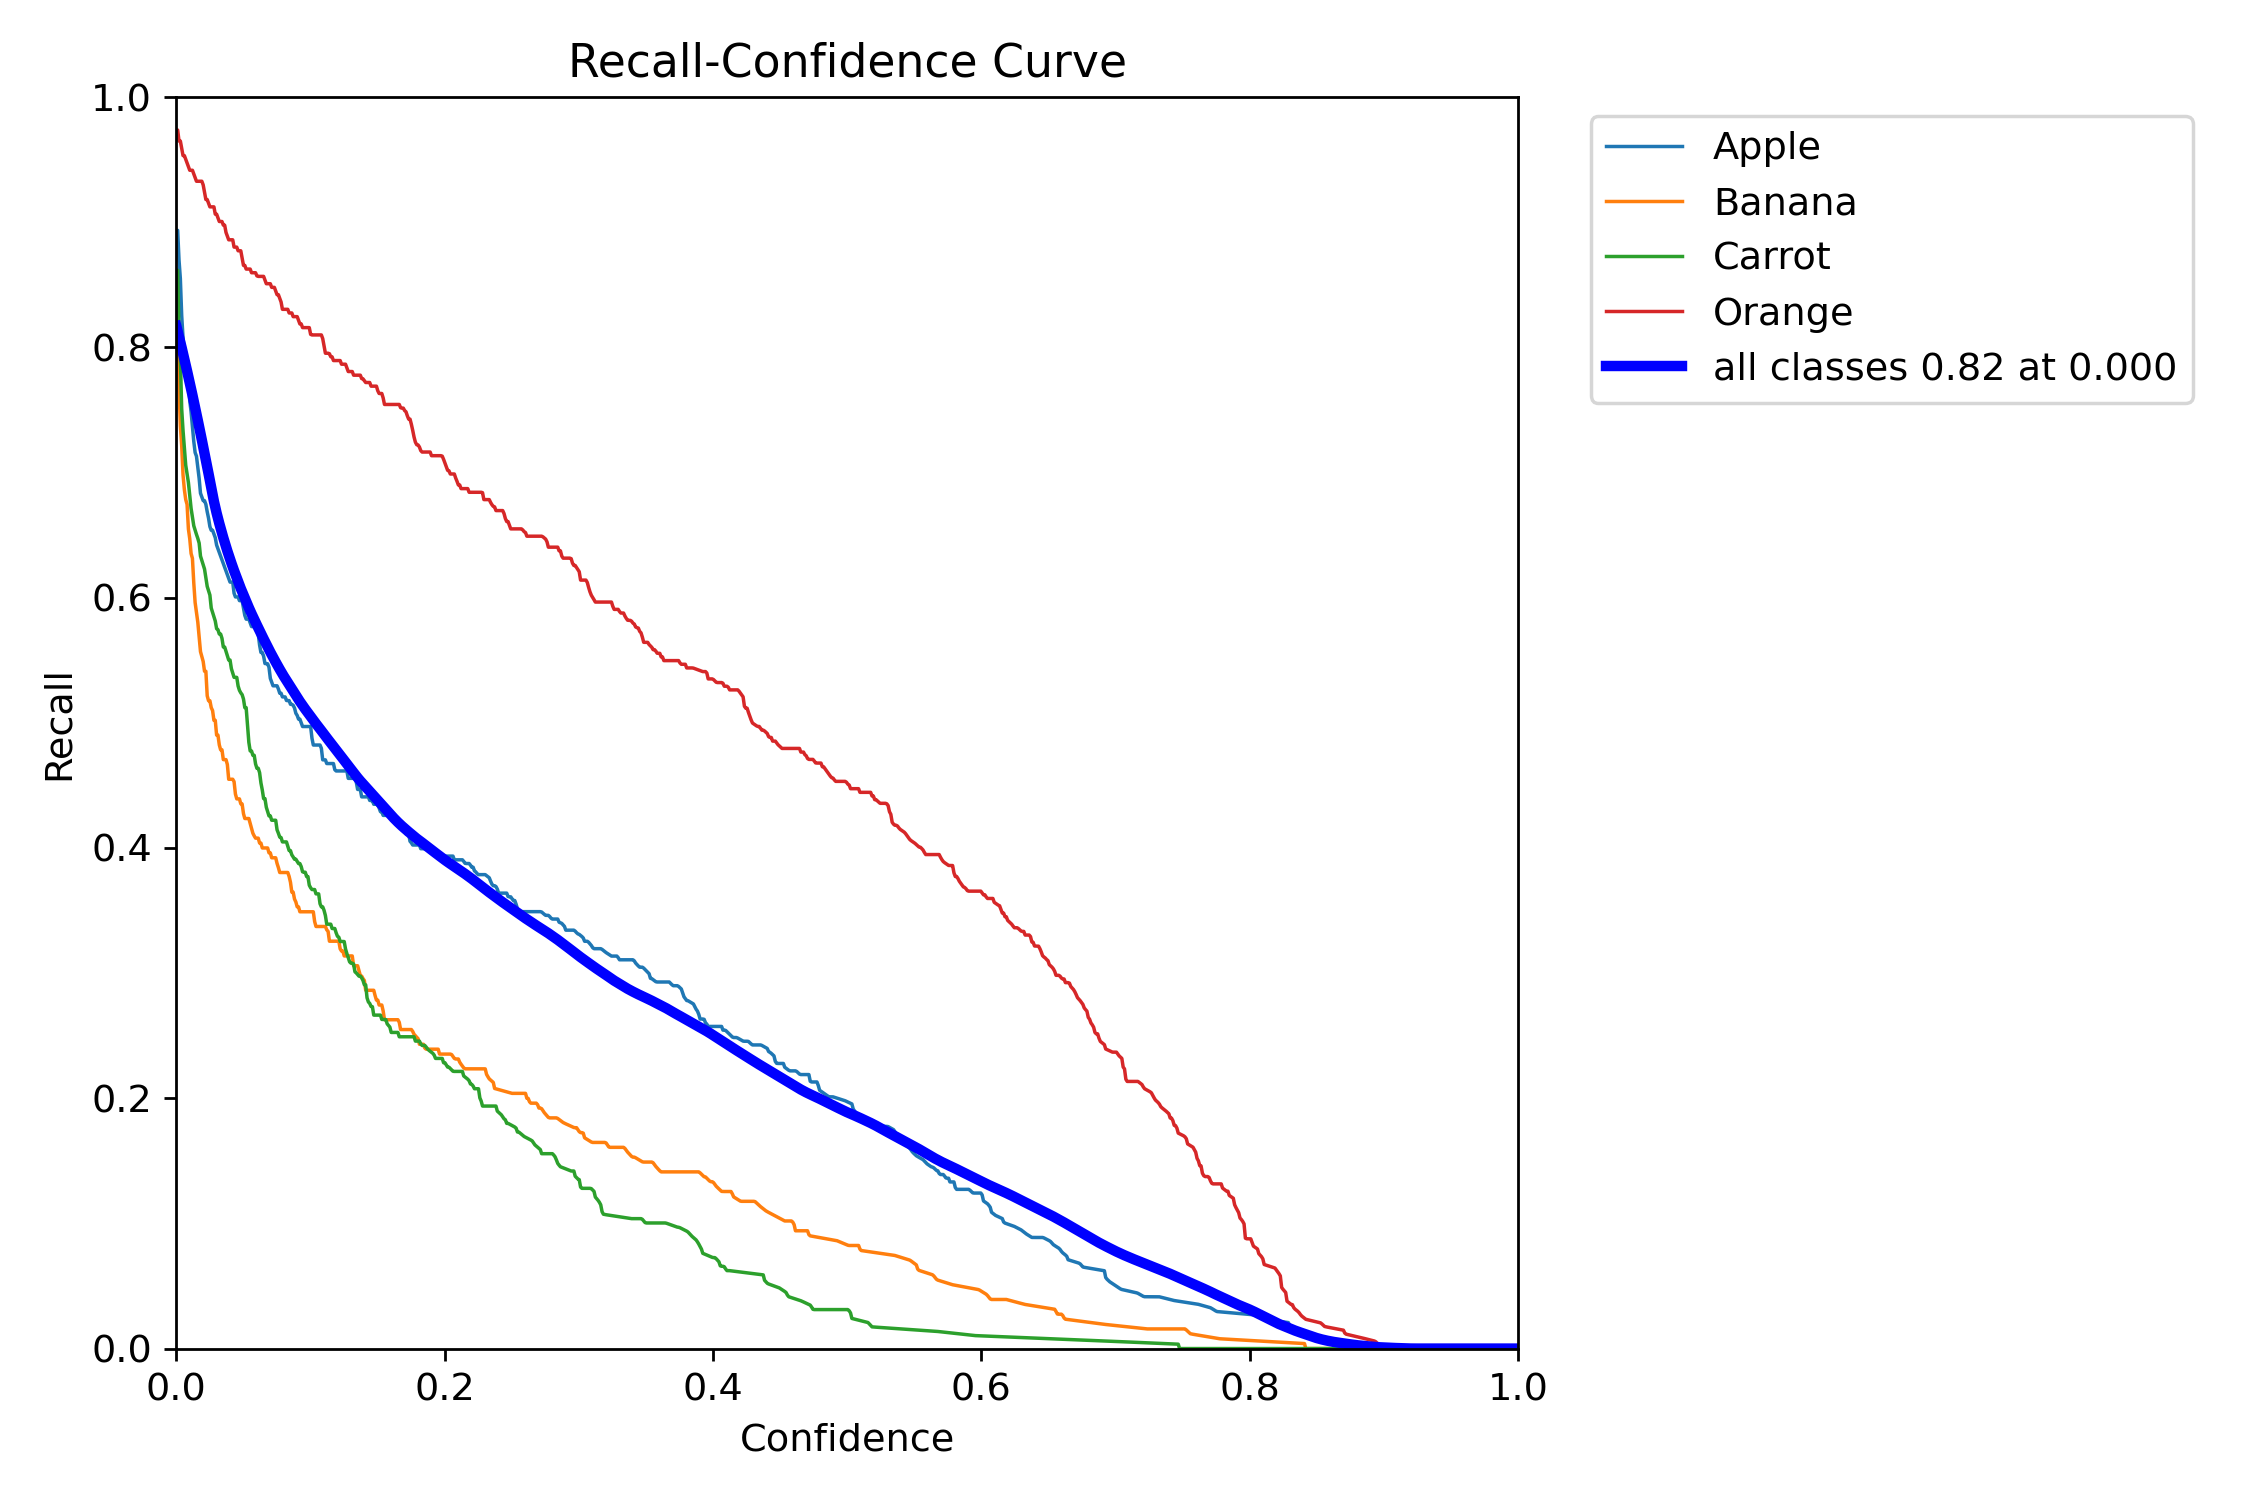 Recall-Confidence Curve
1.0
0.8
0.6
0.4
0.2
0.0
Recall
0.0 0.2 0.4 0.6 0.8 1.0
Confidence
Apple
Banana
Carrot
Orange
all classes 0.82 at 0.000